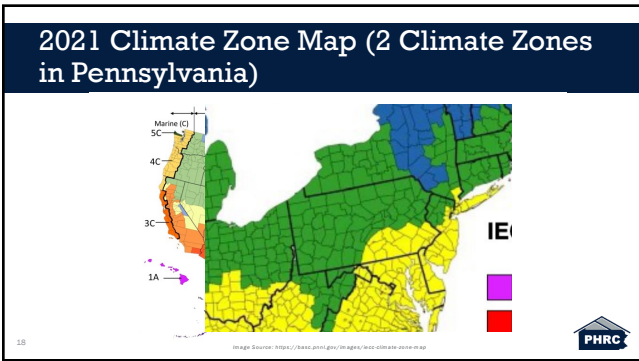 2021 Climate Zone Map (2 Climate Zones
in Pennsylvania)
Marine (C)
5C
4C
3C
1A
IE
18
Image Source: https://basc.pnnl.gov/images/iecc-climate-zone-map
PHRC